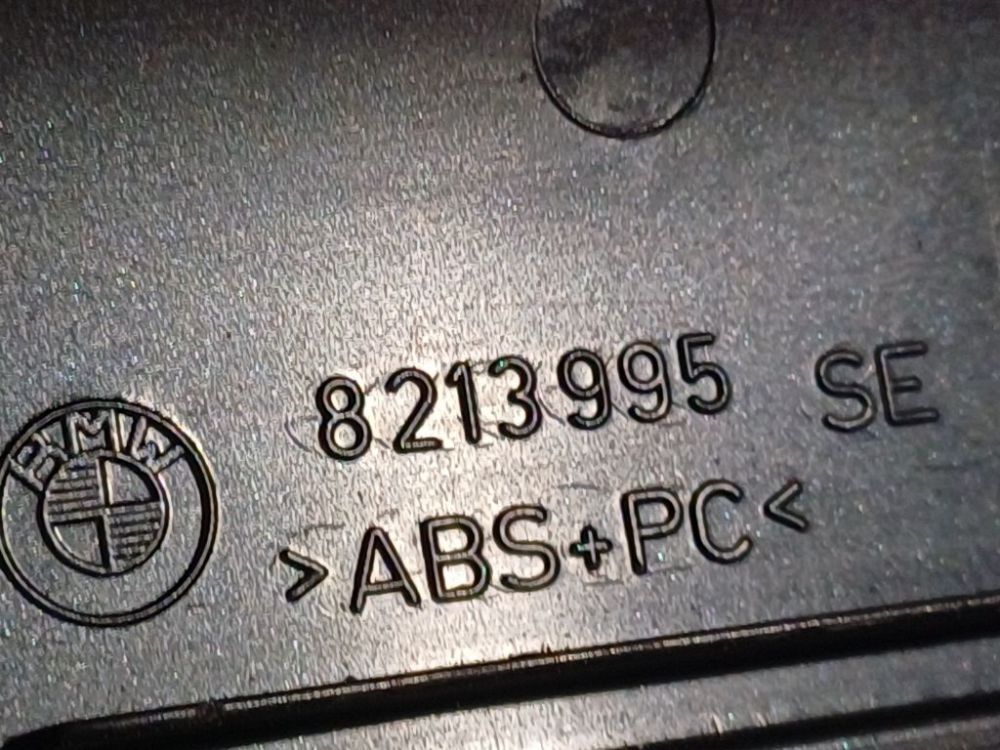 8213995 SE
BMW
>ABS+PC<